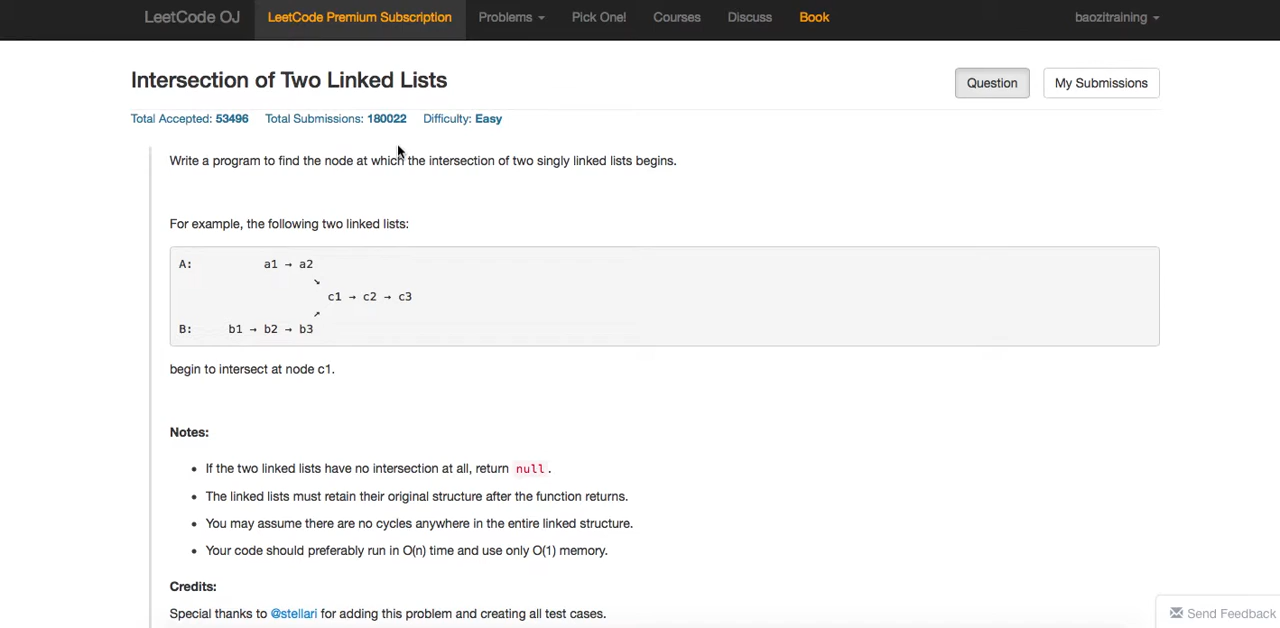 LeetCode OJ LeetCode Premium Subscription Problems Pick One! Courses Discuss Book baozitraining
Intersection of Two Linked Lists
Question My Submissions
Total Accepted: 53496 Total Submissions: 180022 Difficulty: Easy
Write a program to find the node at which the intersection of two singly linked lists begins.
For example, the following two linked lists:
A: a1 → a2
↘
c1 → c2 → c3
↗
B: b1 → b2 → b3
begin to intersect at node c1.
Notes:
• If the two linked lists have no intersection at all, return null.
• The linked lists must retain their original structure after the function returns.
• You may assume there are no cycles anywhere in the entire linked structure.
• Your code should preferably run in O(n) time and use only O(1) memory.
Credits:
Special thanks to @stellari for adding this problem and creating all test cases.
Send Feedback